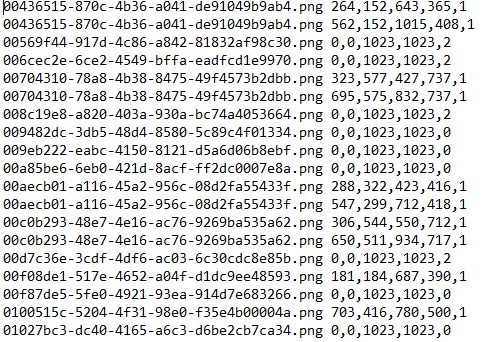 00436515-870c-4b36-a041-de91049b9ab4.png 264,152,643,365,1
00436515-870c-4b36-a041-de91049b9ab4.png 562,152,1015,408,1
00569f44-917d-4c86-a842-81832af98c30.png 0,0,1023,1023,2
006cec2e-6ce2-4549-bffa-eadfcd1e9970.png 0,0,1023,1023,2
00704310-78a8-4b38-8475-49f4573b2dbb.png 323,577,427,737,1
00704310-78a8-4b38-8475-49f4573b2dbb.png 695,575,832,737,1
008c19e8-a820-403a-930a-bc74a4053664.png 0,0,1023,1023,2
009482dc-3db5-48d4-8580-5c89c4f01334.png 0,0,1023,1023,0
009eb222-eabc-4150-8121-d5a6d06b8ebf.png 0,0,1023,1023,0
00a85be6-6eb0-421d-8acf-ff2dc0007e8a.png 0,0,1023,1023,0
00aecb01-a116-45a2-956c-08d2fa55433f.png 288,322,423,416,1
00aecb01-a116-45a2-956c-08d2fa55433f.png 547,299,712,418,1
00c0b293-48e7-4e16-ac76-9269ba535a62.png 306,544,550,712,1
00c0b293-48e7-4e16-ac76-9269ba535a62.png 650,511,934,717,1
00d7c36e-3cdf-4df6-ac03-6c30cdc8e85b.png 0,0,1023,1023,2
00f08de1-517e-4652-a04f-d1dc9ee48593.png 181,184,687,390,1
00f87de5-5fe0-4921-93ea-914d7e683266.png 0,0,1023,1023,0
0100515c-5204-4f31-98e0-f35e4b00004a.png 703,416,780,500,1
01027bc3-dc40-4165-a6c3-d6be2cb7ca34.png 0,0,1023,1023,0